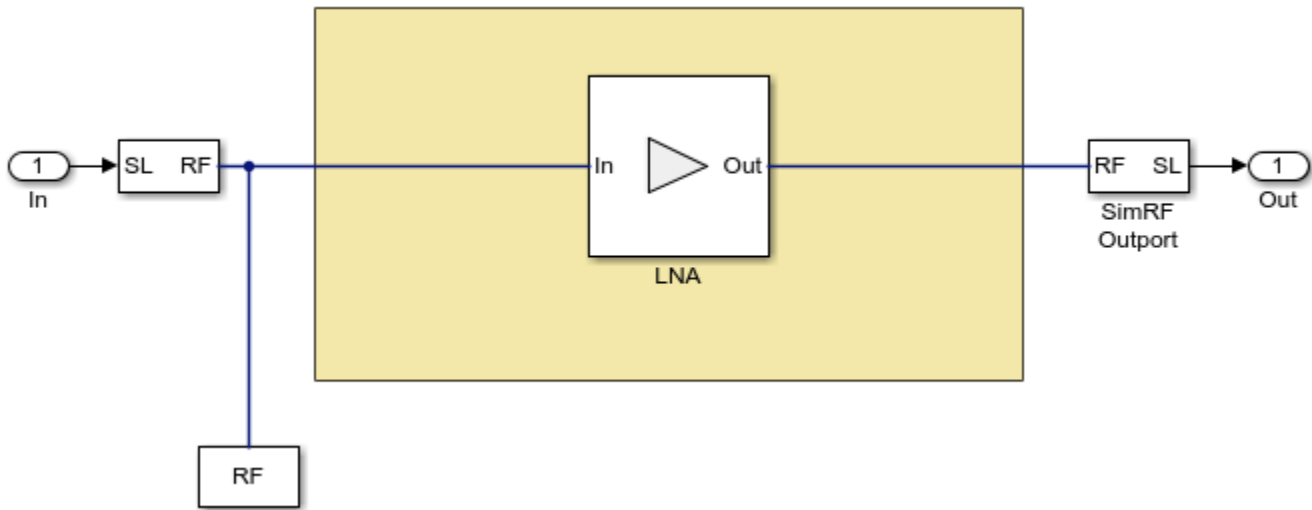 1
In
SL RF
In
Out
LNA
RF SL
SimRF
Outport
1
Out
RF